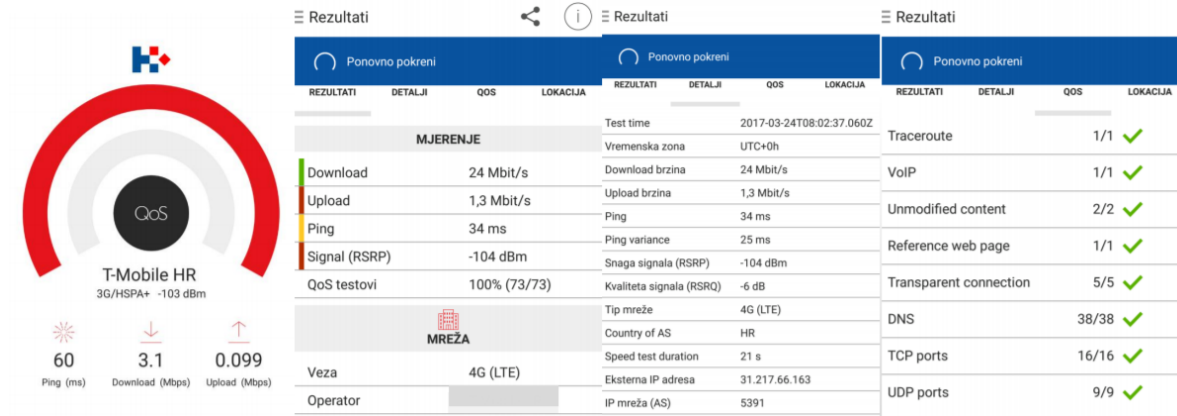 QoS
T-Mobile HR
3G/HSPA+ -103 dBm
60 3.1 0.099
Ping (ms) Download (Mbps) Upload (Mbps)
Rezultati
i
Ponovno pokreni
REZULTATI DETALJI QOS LOKACIJA
MJERENJE
Download 24 Mbit/s
Upload 1,3 Mbit/s
Ping 34 ms
Signal (RSRP) -104 dBm
QoS testovi 100% (73/73)
MREŽA
Veza 4G (LTE)
Operator
Rezultati
Ponovno pokreni
REZULTATI DETALJI QOS LOKACIJA
Test time 2017-03-24T08:02:37.060Z
Vremenska zona UTC+0h
Download brzina 24 Mbit/s
Upload brzina 1,3 Mbit/s
Ping 34 ms
Ping variance 25 ms
Snaga signala (RSRP) -104 dBm
Kvaliteta signala (RSRQ) -6 dB
Tip mreže 4G (LTE)
Country of AS HR
Speed test duration 21 s
Eksterna IP adresa 31.217.66.163
IP mreža (AS) 5391
Rezultati
Ponovno pokreni
REZULTATI DETALJI QOS LOKACIJA
Traceroute 1/1
VoIP 1/1
Unmodified content 2/2
Reference web page 1/1
Transparent connection 5/5
DNS 38/38
TCP ports 16/16
UDP ports 9/9